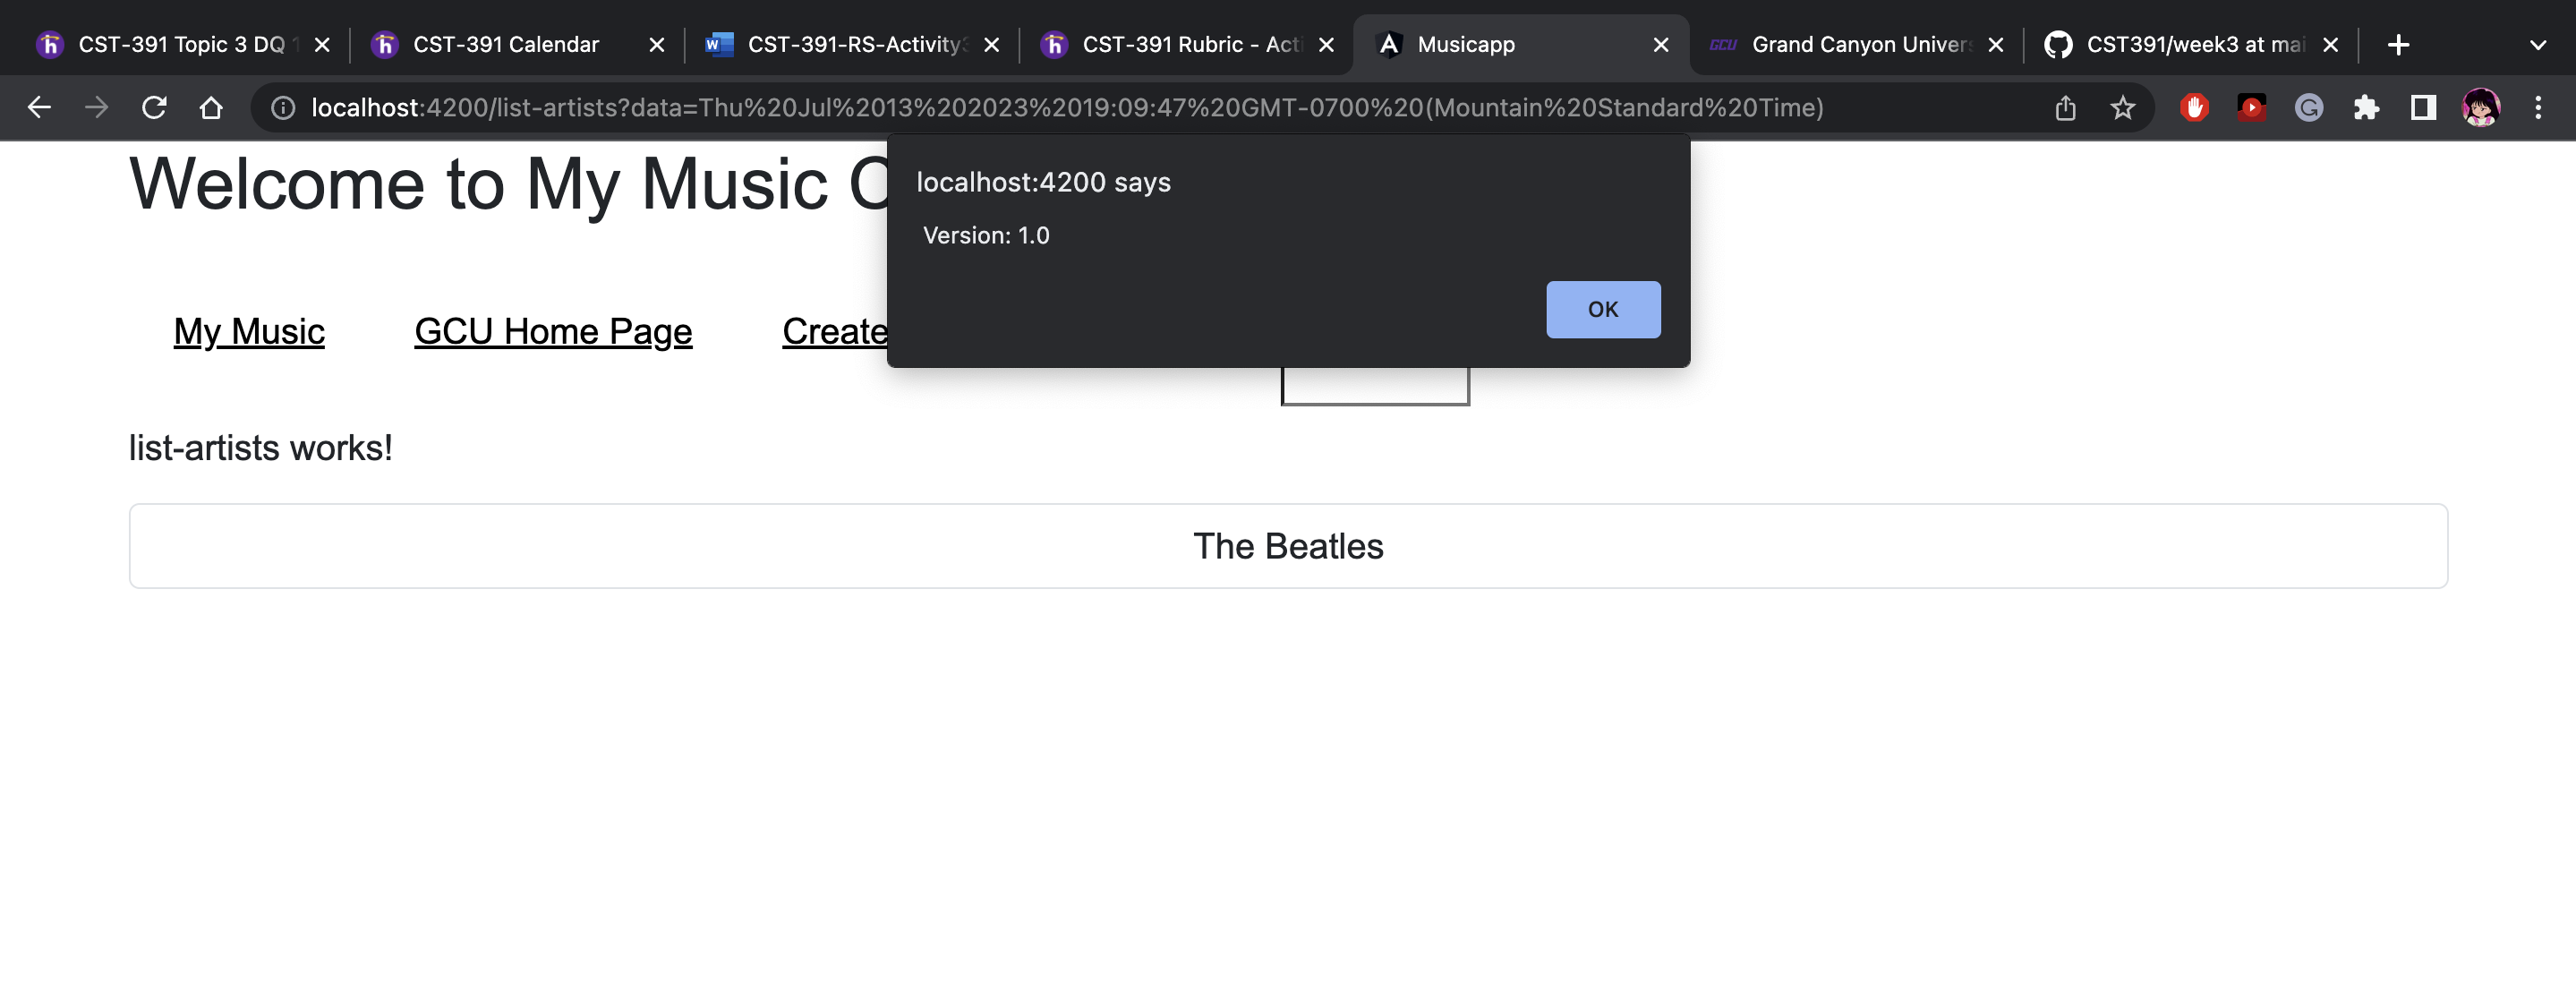 CST-391 Topic 3 DQ 1
CST-391 Calendar
CST-391-RS-Activity3
CST-391 Rubric - Acti
Musicapp
GCU
Grand Canyon Univers
CST391/week3 at mai
localhost:4200/list-artists?data=Thu%20Jul%2013%202023%2019:09:47%20GMT-0700%20(Mountain%20Standard%20Time)
Welcome to My Music C
localhost:4200 says
Version: 1.0
OK
My Music
GCU Home Page
Create
list-artists works!
The Beatles